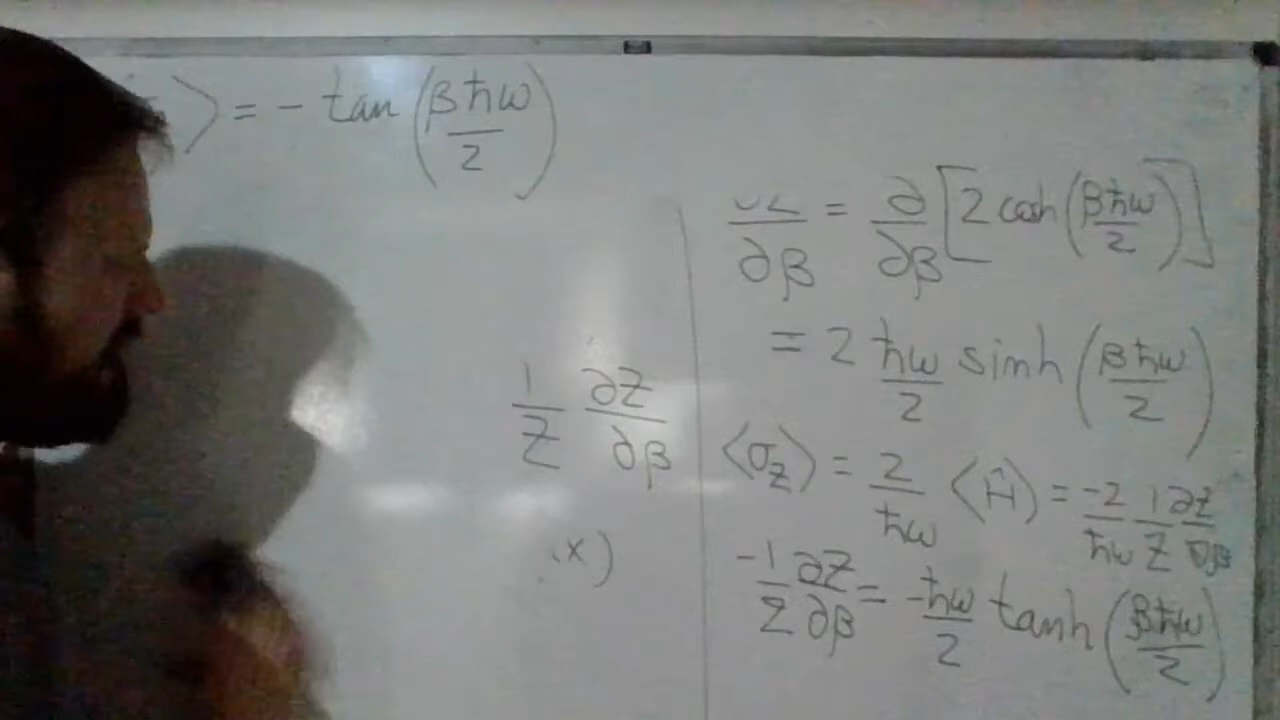 ⟩ = - tan (βħω/2)
1/Z ∂Z/∂β
x)
/∂β = ∂/∂β [2 cosh (βħω/2)]
= 2 ħω/2 sinh (βħω/2)
⟨σz⟩ = 2/ħω ⟨Ĥ⟩ = -2/ħω 1/Z ∂Z/∂β
-1/Z ∂Z/∂β = -ħω/2 tanh (βħω/2)